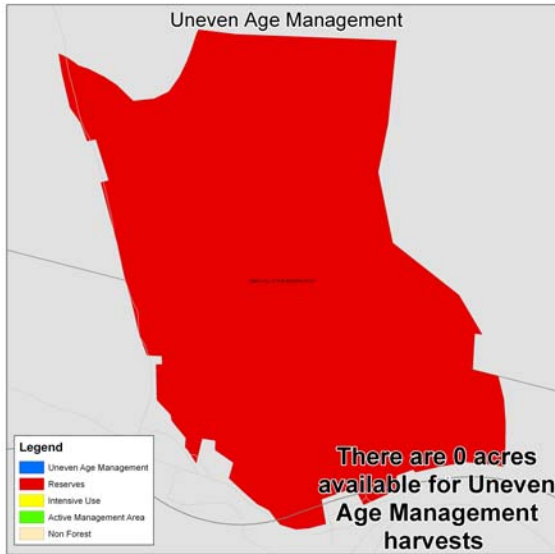 Uneven Age Management
Legend
Uneven Age Management
Reserves
Intensive Use
Active Management Area
Non Forest
There are 0 acres
available for Uneven
Age Management
harvests